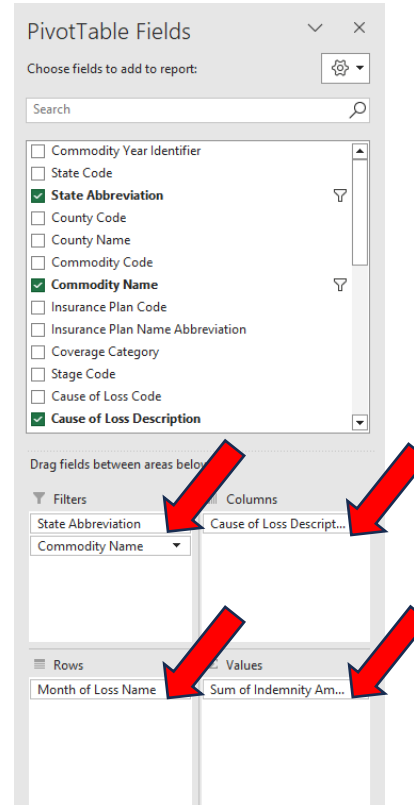 PivotTable Fields
Choose fields to add to report:
Search
Commodity Year Identifier
State Code
State Abbreviation
County Code
County Name
Commodity Code
Commodity Name
Insurance Plan Code
Insurance Plan Name Abbreviation
Coverage Category
Stage Code
Cause of Loss Code
Cause of Loss Description
Drag fields between areas belo
Filters
Columns
State Abbreviation
Cause of Loss Descript...
Commodity Name
Rows
Values
Month of Loss Name
Sum of Indemnity Am...